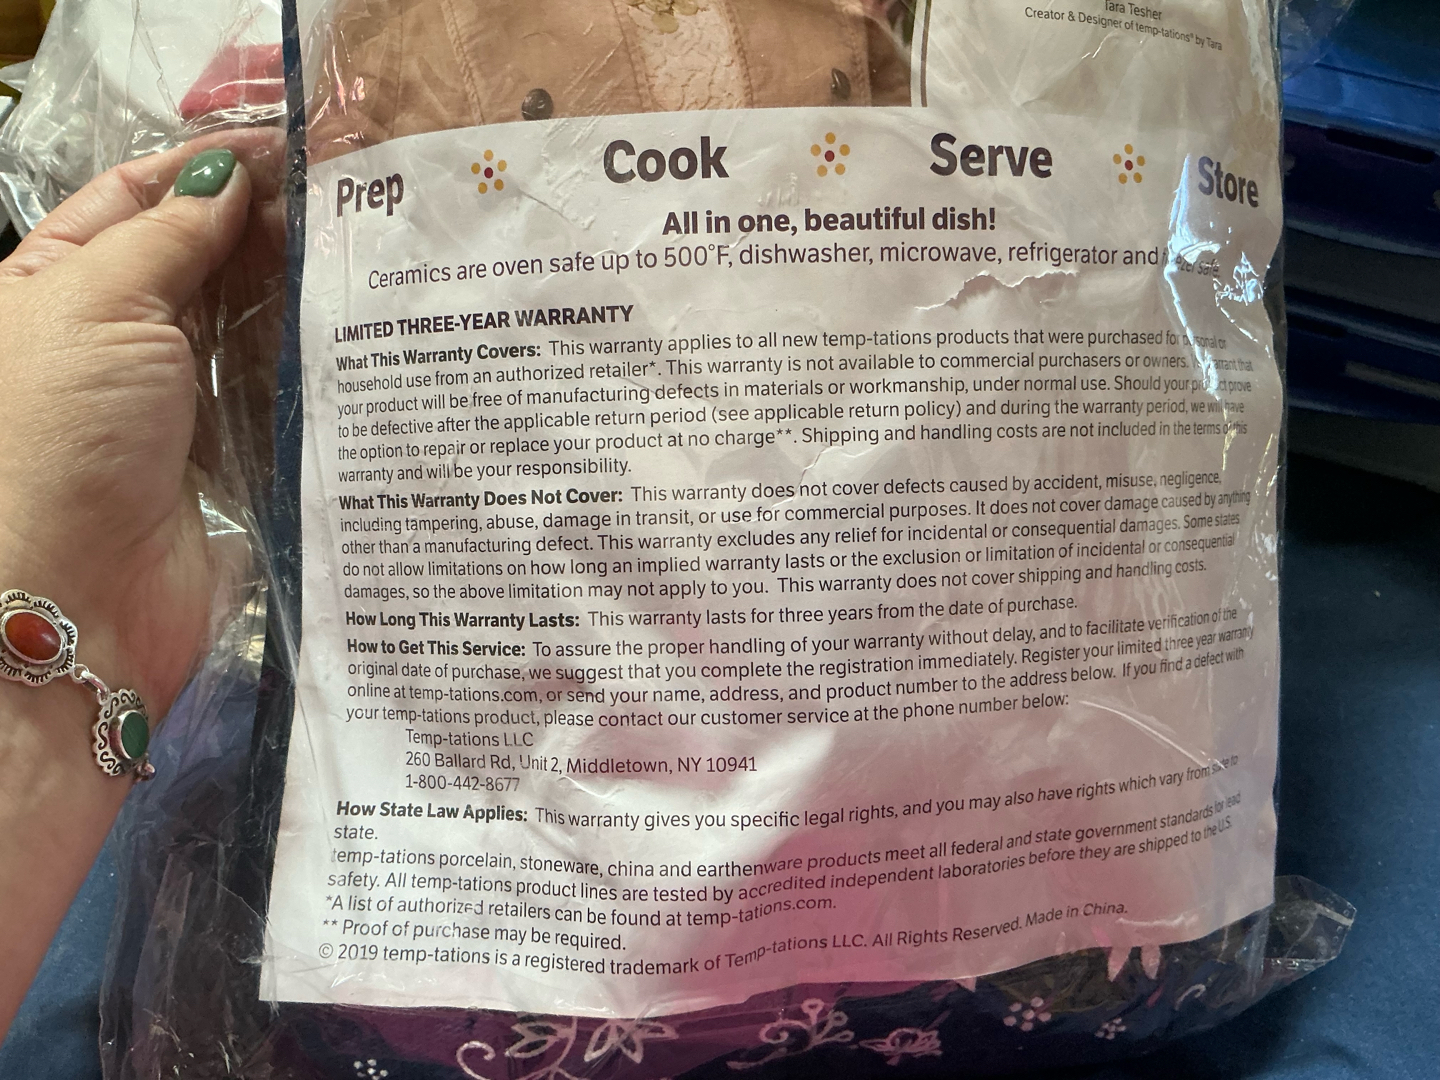 Tara Tesher
Creator & Designer of temp-tations® by Tara
Prep Cook Serve Store
All in one, beautiful dish!
Ceramics are oven safe up to 500°F, dishwasher, microwave, refrigerator and safe.
LIMITED THREE-YEAR WARRANTY
What This Warranty Covers: This warranty applies to all new temp-tations products that were purchased for personal or
household use from an authorized retailer*. This warranty is not available to commercial purchasers or owners. We warrant that
your product will be free of manufacturing defects in materials or workmanship, under normal use. Should your product prove
to be defective after the applicable return period (see applicable return policy) and during the warranty period, we will have
the option to repair or replace your product at no charge**. Shipping and handling costs are not included in the terms of this
warranty and will be your responsibility.
What This Warranty Does Not Cover: This warranty does not cover defects caused by accident, misuse, negligence,
including tampering, abuse, damage in transit, or use for commercial purposes. It does not cover damage caused by anything
other than a manufacturing defect. This warranty excludes any relief for incidental or consequential damages. Some states
do not allow limitations on how long an implied warranty lasts or the exclusion or limitation of incidental or consequential
damages, so the above limitation may not apply to you. This warranty does not cover shipping and handling costs.
How Long This Warranty Lasts: This warranty lasts for three years from the date of purchase.
How to Get This Service: To assure the proper handling of your warranty without delay, and to facilitate verification of the
original date of purchase, we suggest that you complete the registration immediately. Register your limited three year warranty
online at temp-tations.com, or send your name, address, and product number to the address below. If you find a defect with
your temp-tations product, please contact our customer service at the phone number below:
Temp-tations LLC
260 Ballard Rd, Unit 2, Middletown, NY 10941
1-800-442-8677
How State Law Applies: This warranty gives you specific legal rights, and you may also have rights which vary from state to
state.
temp-tations porcelain, stoneware, china and earthenware products meet all federal and state government standards for lead
safety. All temp-tations product lines are tested by accredited independent laboratories before they are shipped to the U.S.
*A list of authorized retailers can be found at temp-tations.com.
** Proof of purchase may be required.
© 2019 temp-tations is a registered trademark of Temp-tations LLC. All Rights Reserved. Made in China.